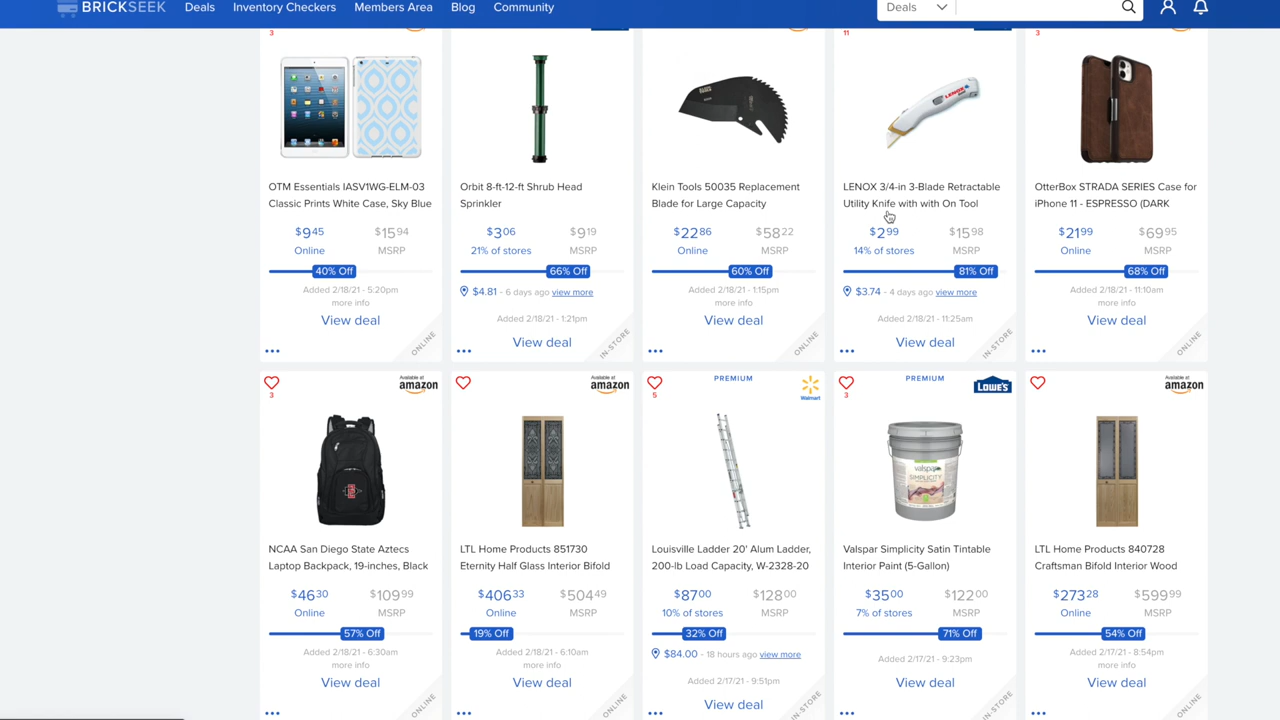 BRICKSEEK
Deals
Inventory Checkers
Members Area
Blog
Community
Deals
3
OTM Essentials IASV1WG-ELM-03
Classic Prints White Case, Sky Blue
$9.45 $15.94
Online MSRP
40% Off
Added 2/18/21 - 5:20pm
more info
View deal
ONLINE
Orbit 8-ft-12-ft Shrub Head
Sprinkler
$3.06 $9.19
21% of stores MSRP
66% Off
$4.81 - 6 days ago view more
Added 2/18/21 - 1:21pm
View deal
IN-STORE
Klein Tools 50035 Replacement
Blade for Large Capacity
$22.86 $58.22
Online MSRP
60% Off
Added 2/18/21 - 1:15pm
more info
View deal
ONLINE
11
LENOX
LENOX 3/4-in 3-Blade Retractable
Utility Knife with with On Tool
$2.99 $15.98
14% of stores MSRP
81% Off
$3.74 - 4 days ago view more
Added 2/18/21 - 11:25am
View deal
IN-STORE
3
OtterBox STRADA SERIES Case for
iPhone 11 - ESPRESSO (DARK
$21.99 $69.95
Online MSRP
68% Off
Added 2/18/21 - 11:10am
more info
View deal
ONLINE
3
Available at
amazon
NCAA San Diego State Aztecs
Laptop Backpack, 19-inches, Black
$46.30 $109.99
Online MSRP
57% Off
Added 2/18/21 - 6:30am
more info
View deal
ONLINE
Available at
amazon
LTL Home Products 851730
Eternity Half Glass Interior Bifold
$406.33 $504.49
Online MSRP
19% Off
Added 2/18/21 - 6:10am
more info
View deal
ONLINE
5
PREMIUM
Walmart
Louisville Ladder 20' Alum Ladder,
200-lb Load Capacity, W-2328-20
$87.00 $128.00
10% of stores MSRP
32% Off
$84.00 - 18 hours ago view more
Added 2/17/21 - 9:51pm
View deal
IN-STORE
3
PREMIUM
LOWE'S
valspar
SIMPLICITY
Valspar Simplicity Satin Tintable
Interior Paint (5-Gallon)
$35.00 $122.00
7% of stores MSRP
71% Off
Added 2/17/21 - 9:23pm
View deal
IN-STORE
Available at
amazon
LTL Home Products 840728
Craftsman Bifold Interior Wood
$273.28 $599.99
Online MSRP
54% Off
Added 2/17/21 - 8:54pm
more info
View deal
ONLINE